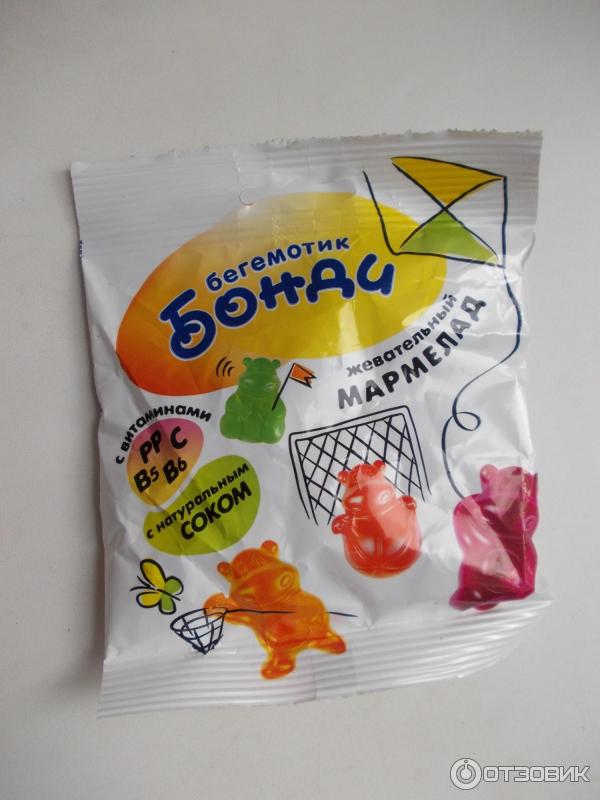 бегемотик
Бонди
жевательный
МАРМЕЛАД
с витаминами
PP C
B5 B6
с натуральным
СОКОМ
ОТЗОВИК